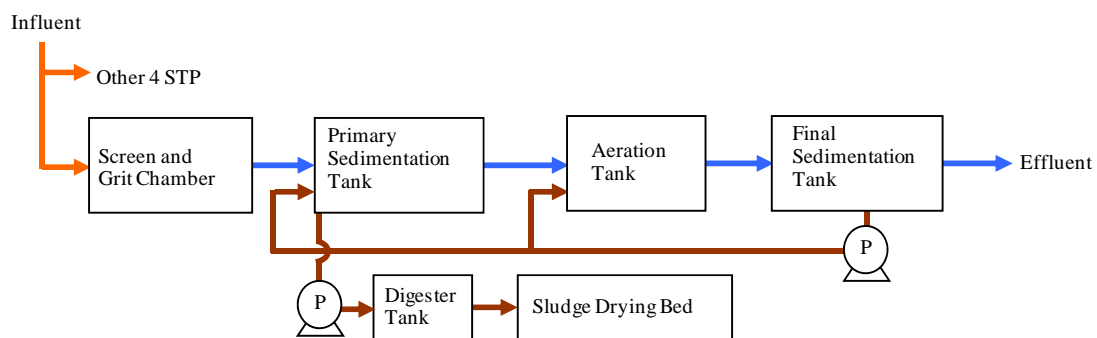 Influent
Other 4 STP
Screen and
Grit Chamber
Primary
Sedimentation
Tank
Aeration
Tank
Final
Sedimentation
Tank
Effluent
P
P
Digester
Tank
Sludge Drying Bed